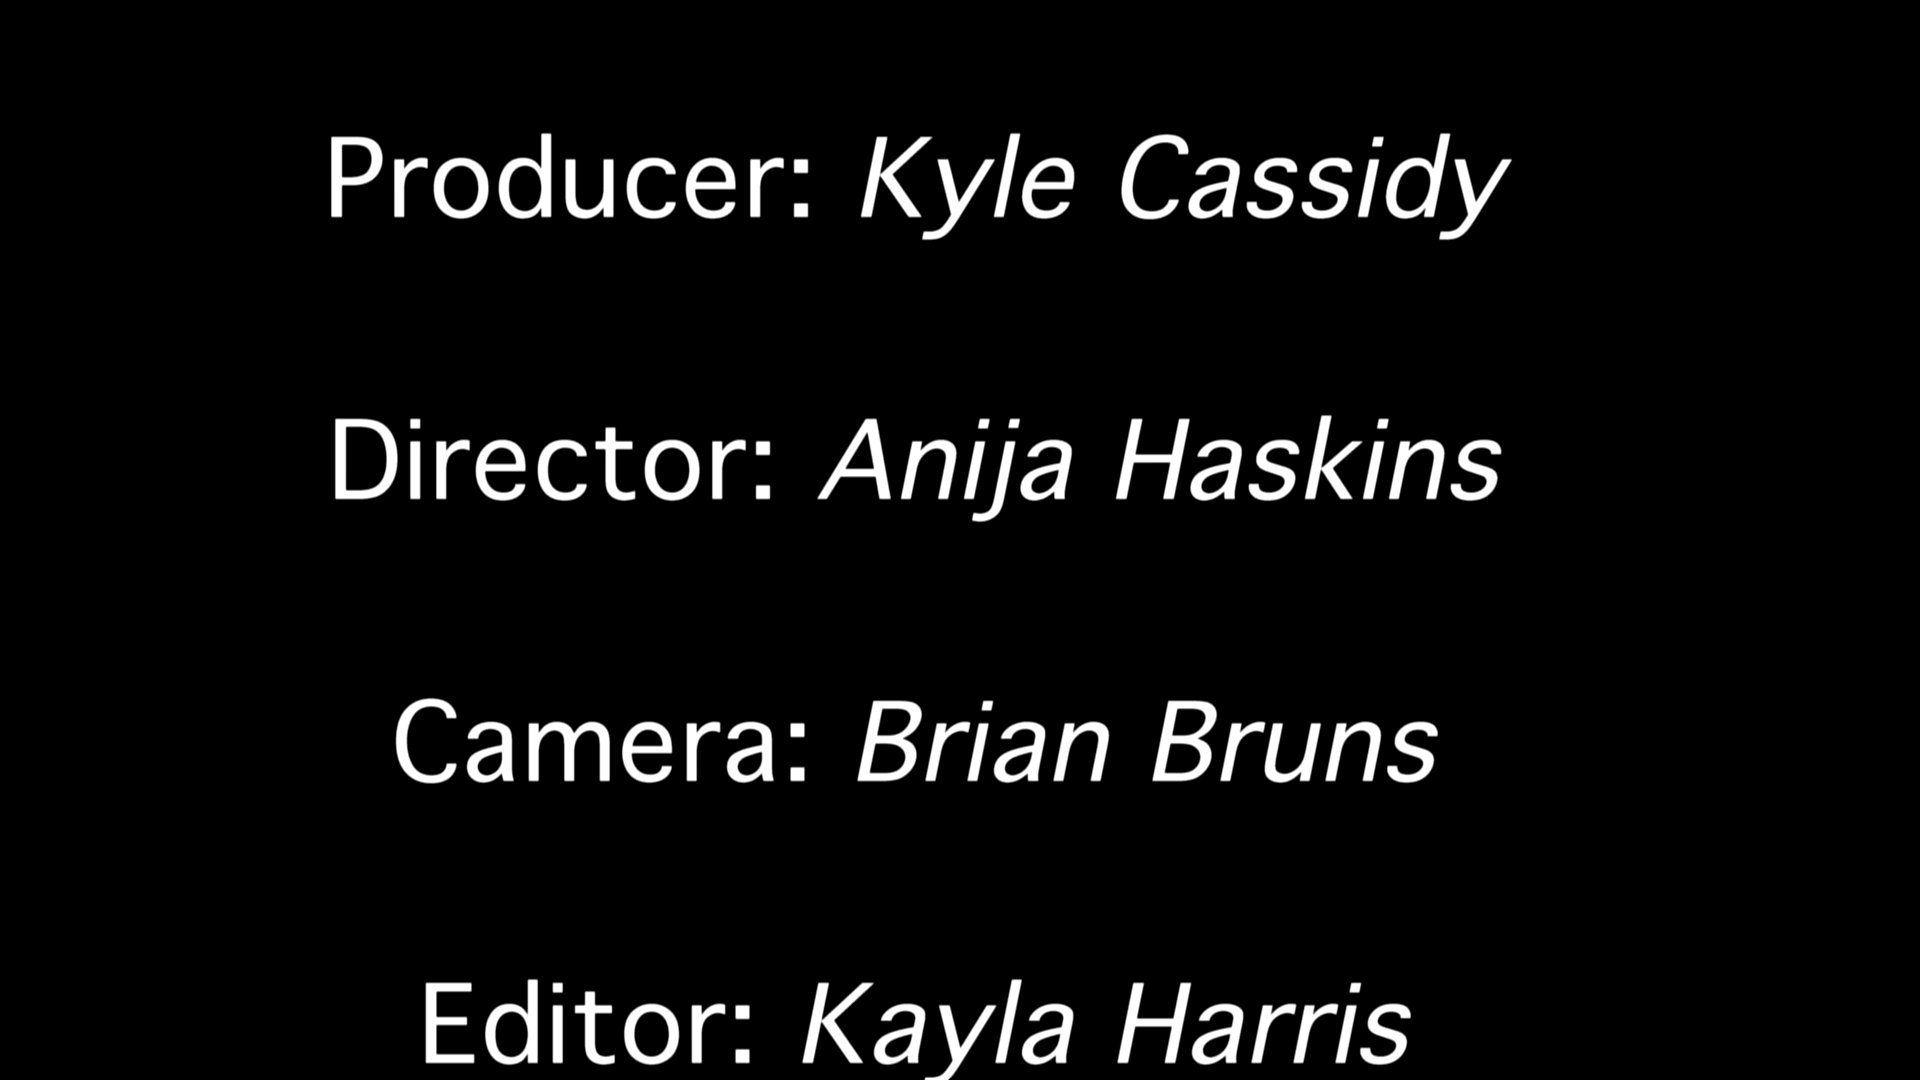 Producer: Kyle Cassidy
Director: Anija Haskins
Camera: Brian Bruns
Editor: Kayla Harris